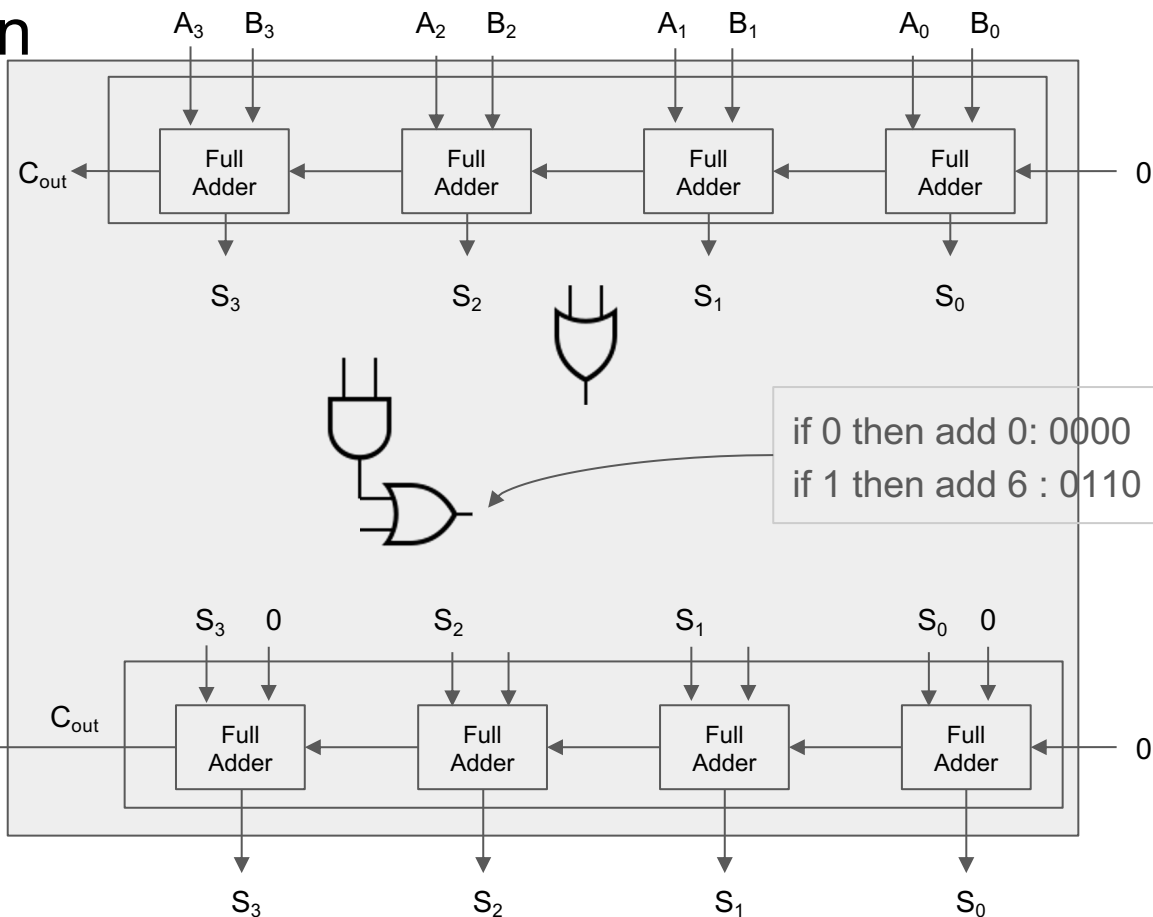 n
A₃ B₃ A₂ B₂ A₁ B₁ A₀ B₀
Cout Full Adder Full Adder Full Adder Full Adder 0
S₃ S₂ S₁ S₀
if 0 then add 0: 0000
if 1 then add 6 : 0110
S₃ 0 S₂ S₁ S₀ 0
Cout Full Adder Full Adder Full Adder Full Adder 0
S₃ S₂ S₁ S₀